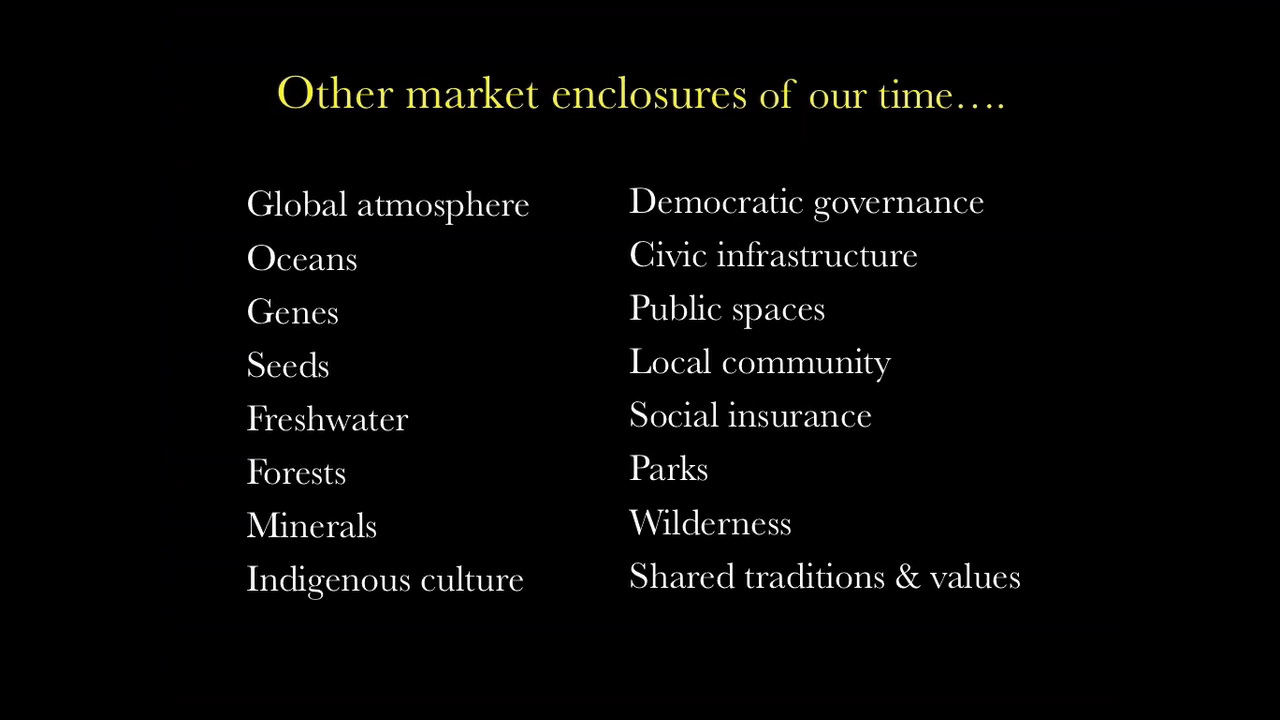 Other market enclosures of our time….
Global atmosphere
Oceans
Genes
Seeds
Freshwater
Forests
Minerals
Indigenous culture
Democratic governance
Civic infrastructure
Public spaces
Local community
Social insurance
Parks
Wilderness
Shared traditions & values